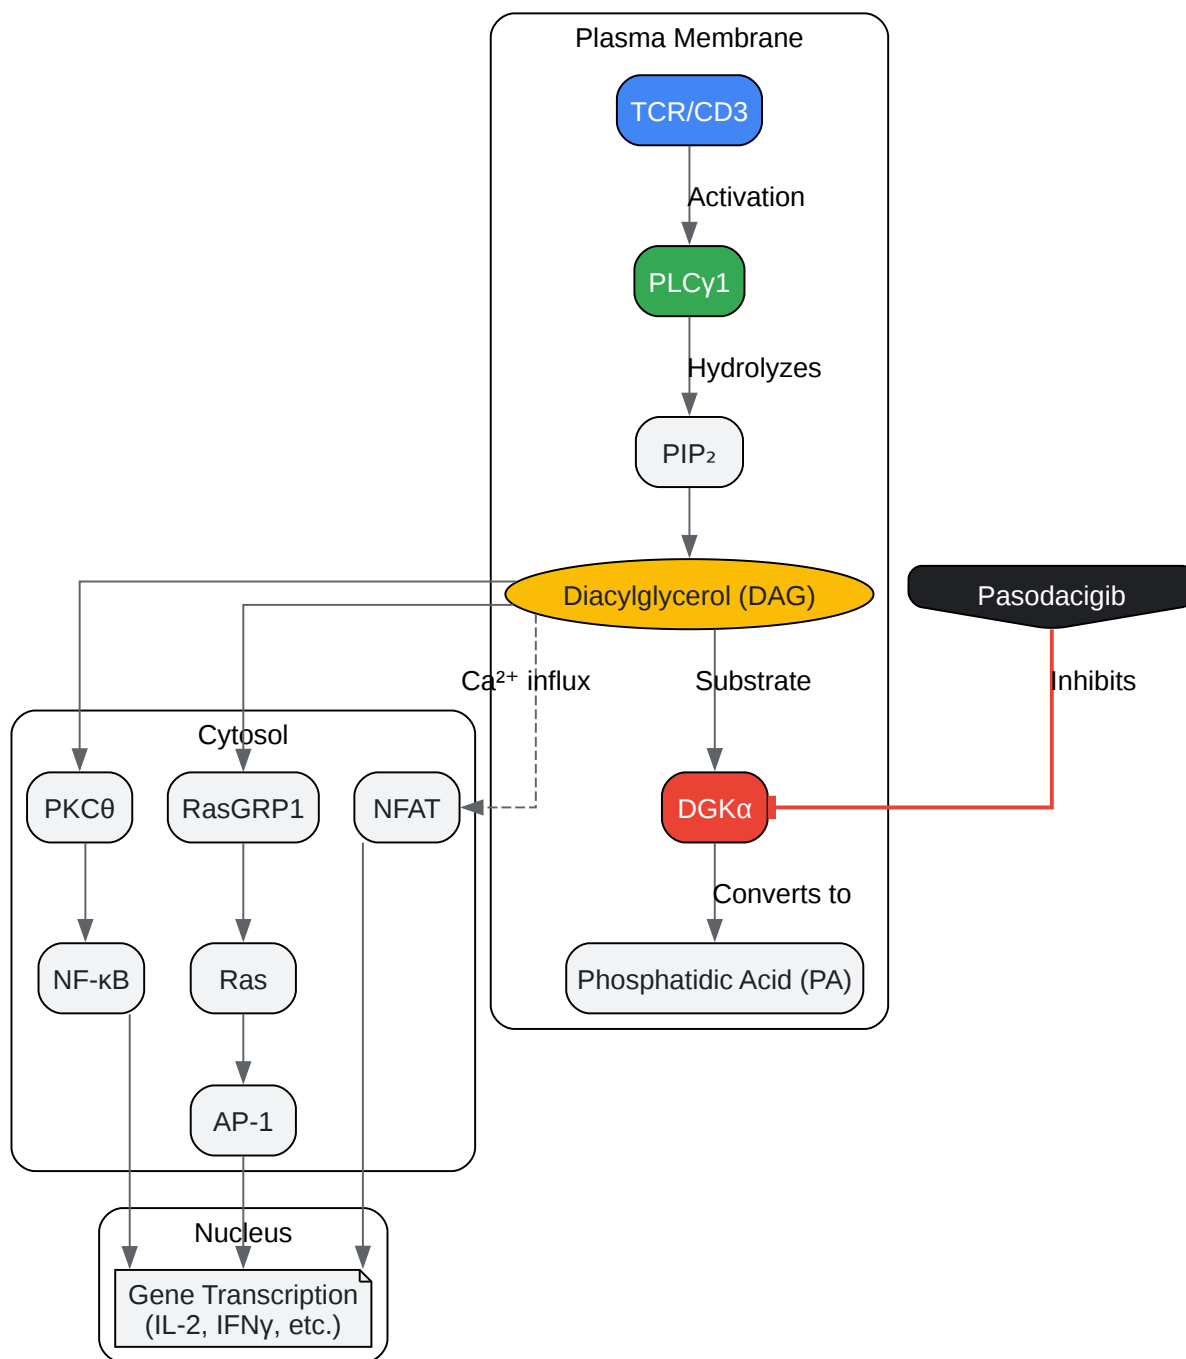 Plasma Membrane
TCR/CD3
Activation
PLCγ1
Hydrolyzes
PIP₂
Diacylglycerol (DAG)
Pasodacigib
Ca²⁺ influx
Substrate
Inhibits
Cytosol
PKCθ
RasGRP1
NFAT
DGKα
Converts to
NF-κB
Ras
Phosphatidic Acid (PA)
AP-1
Nucleus
Gene Transcription
(IL-2, IFNγ, etc.)